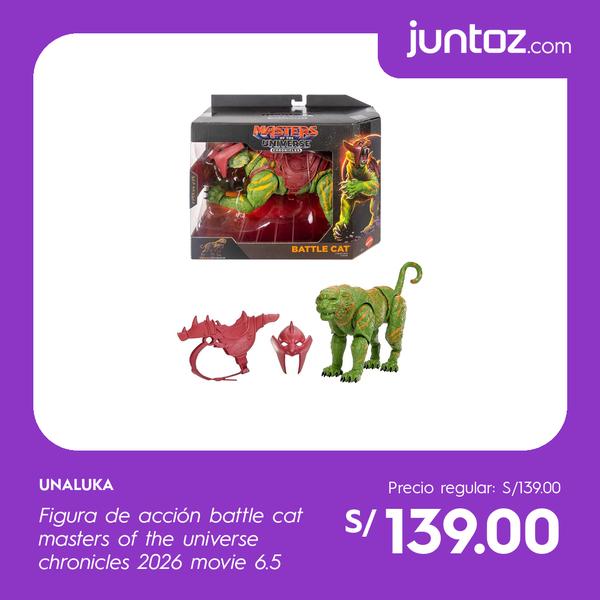 juntoz.com
MASTERS
OF THE
UNIVERSE
CHRONICLES
BATTLE CAT
UNALUKA
Figura de acción battle cat
masters of the universe
chronicles 2026 movie 6.5
Precio regular: S/139.00
S/139.00